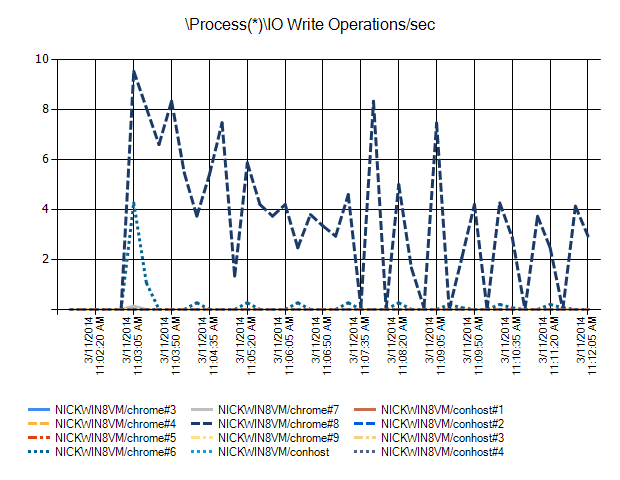 \Process(*)\IO Write Operations/sec
10
8
6
4
2
3/11/2014 11:02:20 AM
3/11/2014 11:03:05 AM
3/11/2014 11:03:50 AM
3/11/2014 11:04:35 AM
3/11/2014 11:05:20 AM
3/11/2014 11:06:05 AM
3/11/2014 11:06:50 AM
3/11/2014 11:07:35 AM
3/11/2014 11:08:20 AM
3/11/2014 11:09:05 AM
3/11/2014 11:09:50 AM
3/11/2014 11:10:35 AM
3/11/2014 11:11:20 AM
3/11/2014 11:12:05 AM
NICKWIN8VM/chrome#3 NICKWIN8VM/chrome#7 NICKWIN8VM/conhost#1
NICKWIN8VM/chrome#4 NICKWIN8VM/chrome#8 NICKWIN8VM/conhost#2
NICKWIN8VM/chrome#5 NICKWIN8VM/chrome#9 NICKWIN8VM/conhost#3
NICKWIN8VM/chrome#6 NICKWIN8VM/conhost NICKWIN8VM/conhost#4